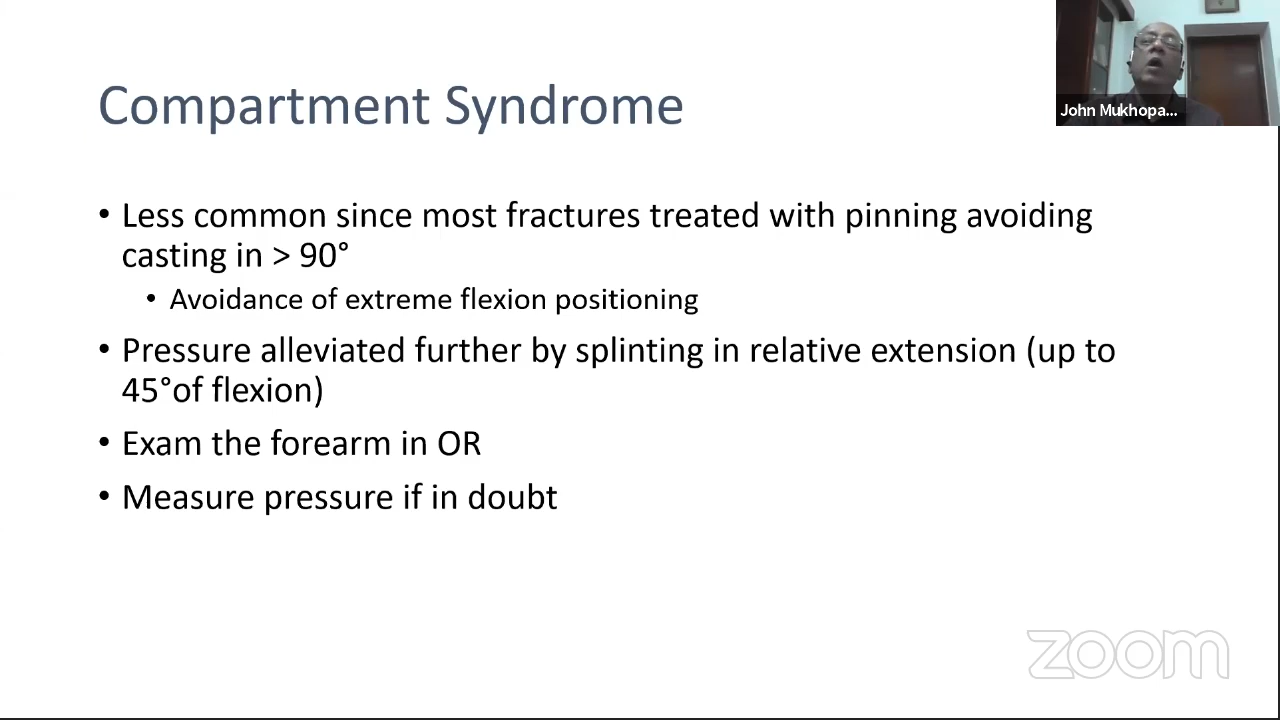 Compartment Syndrome
John Mukhopa...
• Less common since most fractures treated with pinning avoiding
casting in > 90°
• Avoidance of extreme flexion positioning
• Pressure alleviated further by splinting in relative extension (up to
45°of flexion)
• Exam the forearm in OR
• Measure pressure if in doubt
zoom